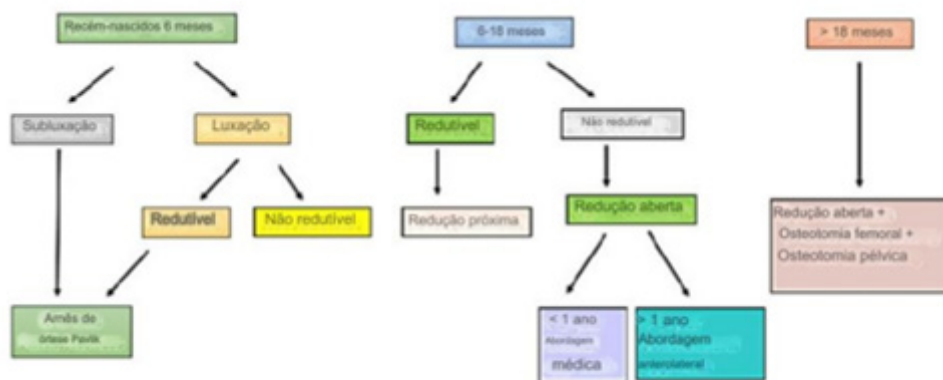 Recém-nascidos 6 meses
6-18 meses
> 18 meses
Subluxação
Luxação
Redutível
Não redutível
Redutível
Não redutível
Redução próxima
Redução aberta
Redução aberta +
Osteotomia femoral +
Osteotomia pélvica
Arnês de
órtese Pavlik
< 1 ano
Abordagem
médica
> 1 ano
Abordagem
anterolateral